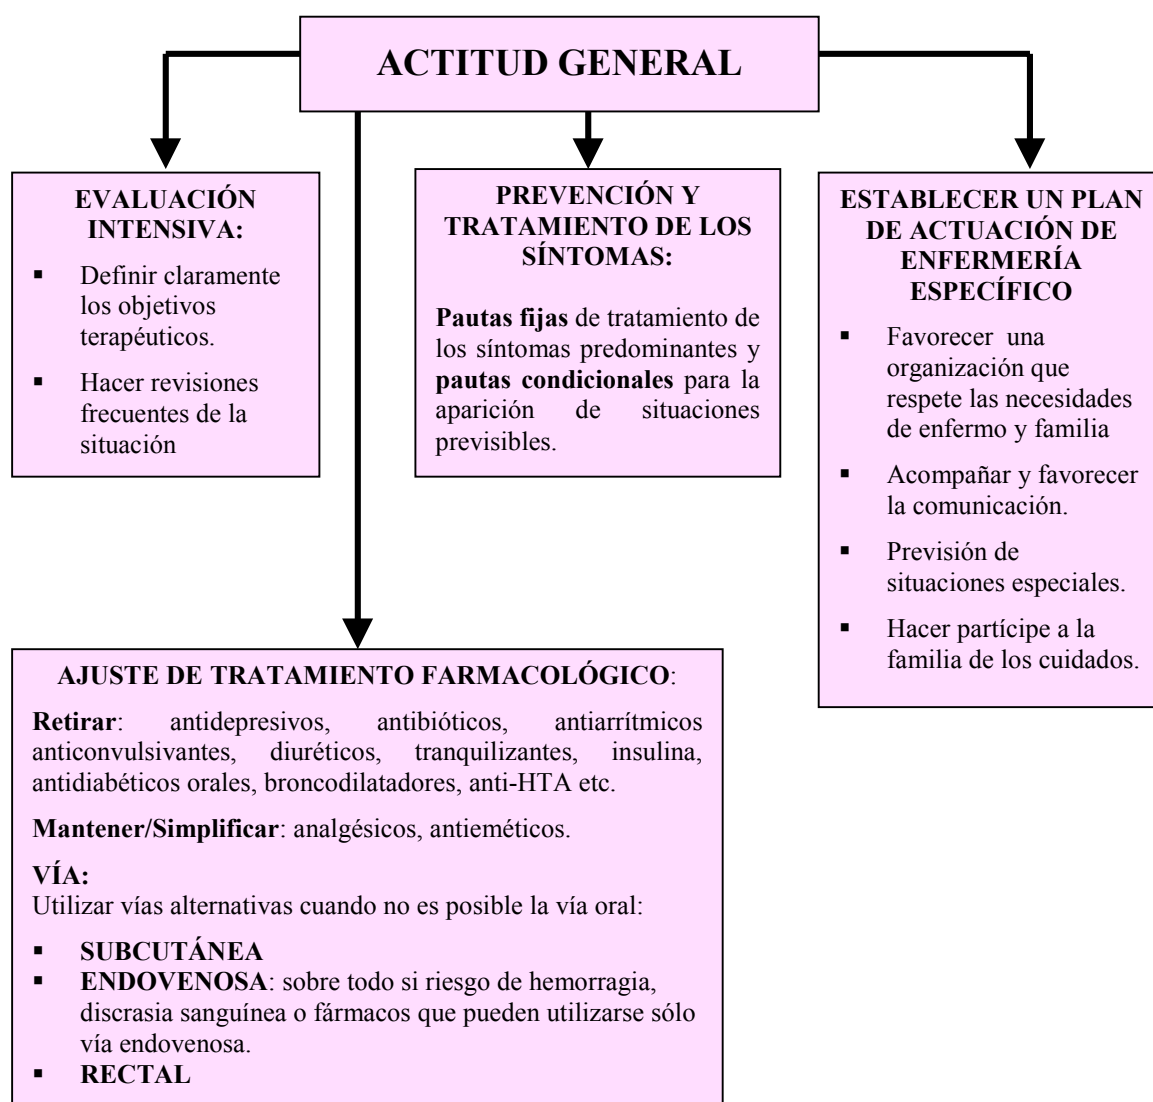 ACTITUD GENERAL
EVALUACIÓN
INTENSIVA:
▪ Definir claramente
los objetivos
terapéuticos.
▪ Hacer revisiones
frecuentes de la
situación
PREVENCIÓN Y
TRATAMIENTO DE LOS
SÍNTOMAS:
Pautas fijas de tratamiento de
los síntomas predominantes y
pautas condicionales para la
aparición de situaciones
previsibles.
ESTABLECER UN PLAN
DE ACTUACIÓN DE
ENFERMERÍA
ESPECÍFICO
▪ Favorecer una
organización que
respete las necesidades
de enfermo y familia
▪ Acompañar y favorecer
la comunicación.
▪ Previsión de
situaciones especiales.
▪ Hacer partícipe a la
familia de los cuidados.
AJUSTE DE TRATAMIENTO FARMACOLÓGICO:
Retirar: antidepresivos, antibióticos, antiarrítmicos
anticonvulsivantes, diuréticos, tranquilizantes, insulina,
antidiabéticos orales, broncodilatadores, anti-HTA etc.
Mantener/Simplificar: analgésicos, antieméticos.
VÍA:
Utilizar vías alternativas cuando no es posible la vía oral:
▪ SUBCUTÁNEA
▪ ENDOVENOSA: sobre todo si riesgo de hemorragia,
discrasia sanguínea o fármacos que pueden utilizarse sólo
vía endovenosa.
▪ RECTAL